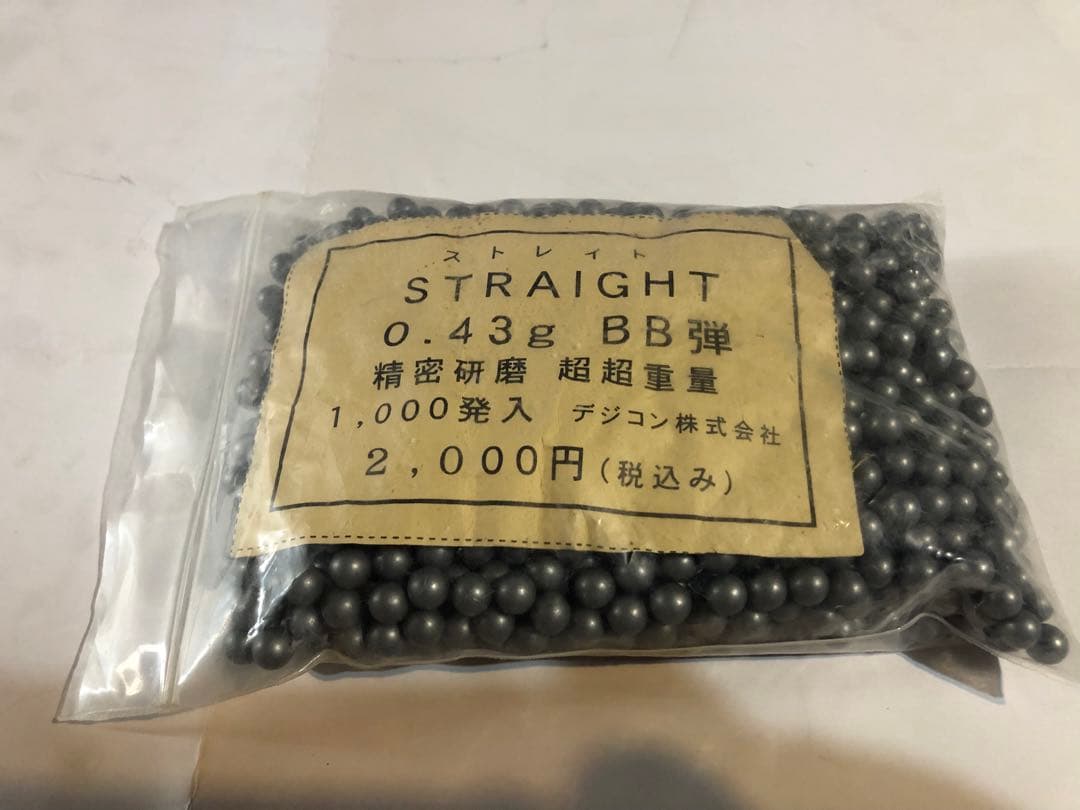 ストレイト
STRAIGHT
0.43g BB弾
精密研磨 超超重量
1,000発入 デジコン株式会社
2,000円(税込み)